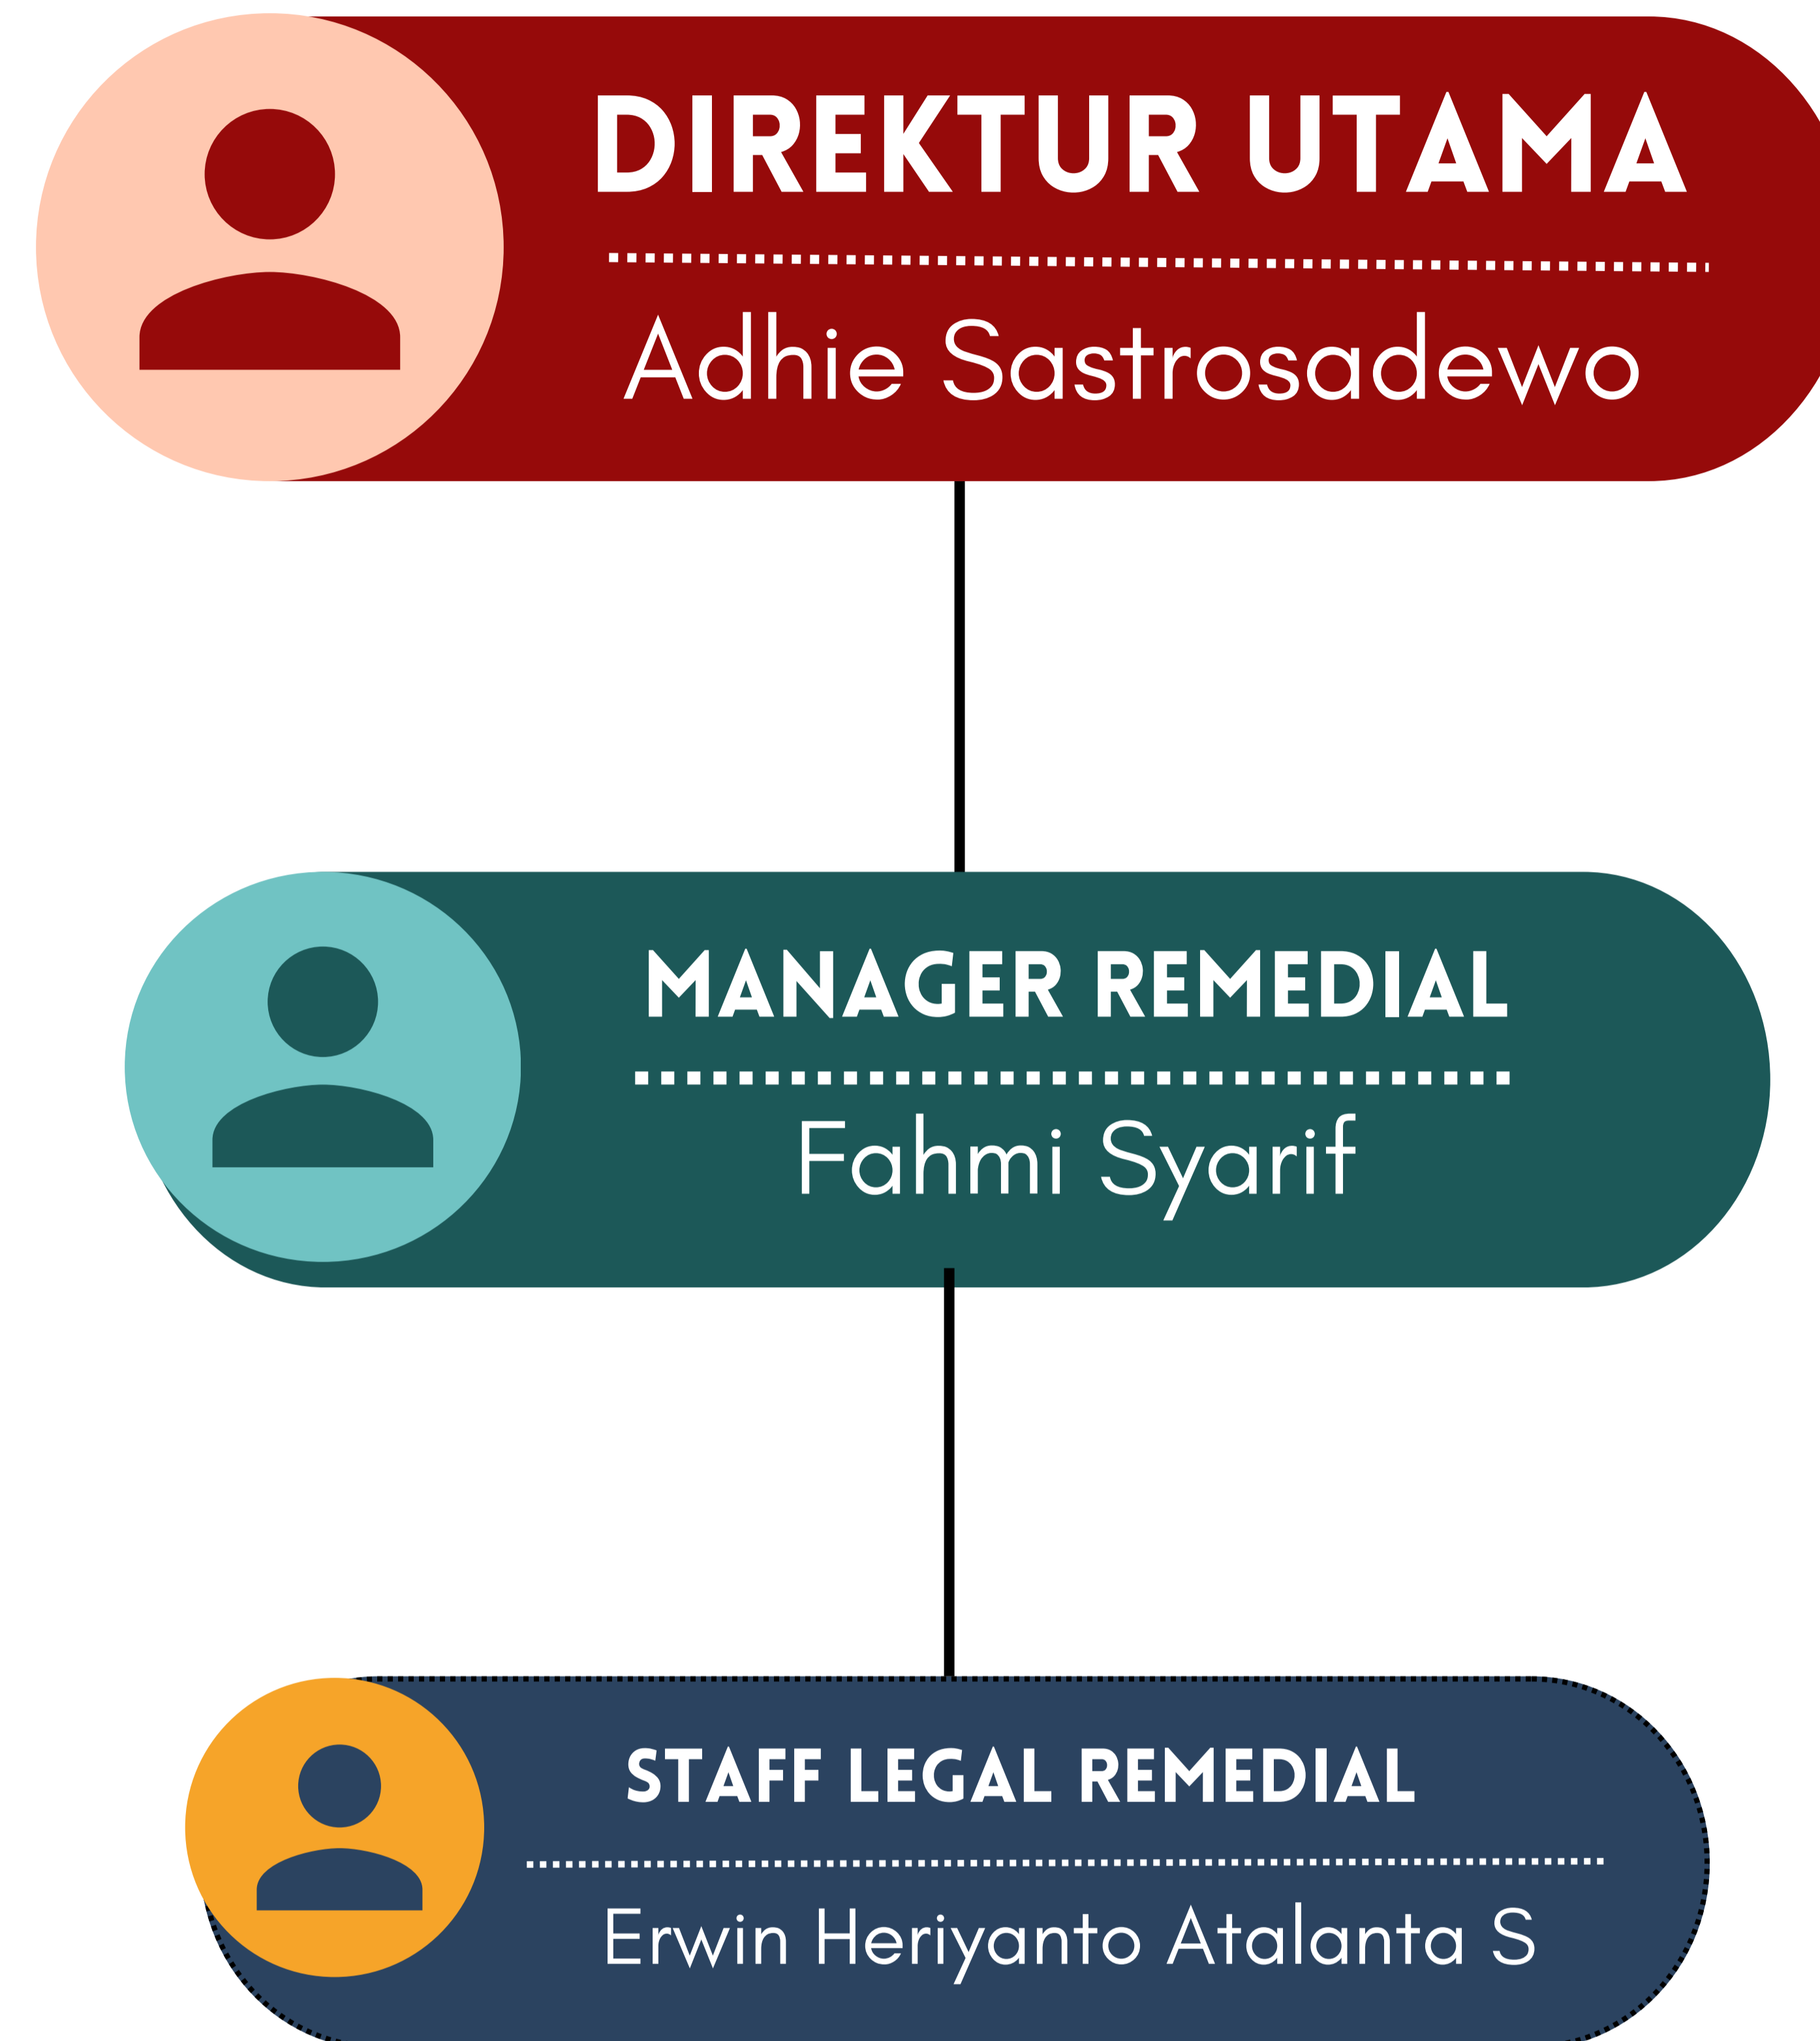 DIREKTUR UTAMA
Adhie Sastrosadewo
MANAGER REMEDIAL
Fahmi Syarif
STAFF LEGAL REMEDIAL
Erwin Heriyanto Atalanta S